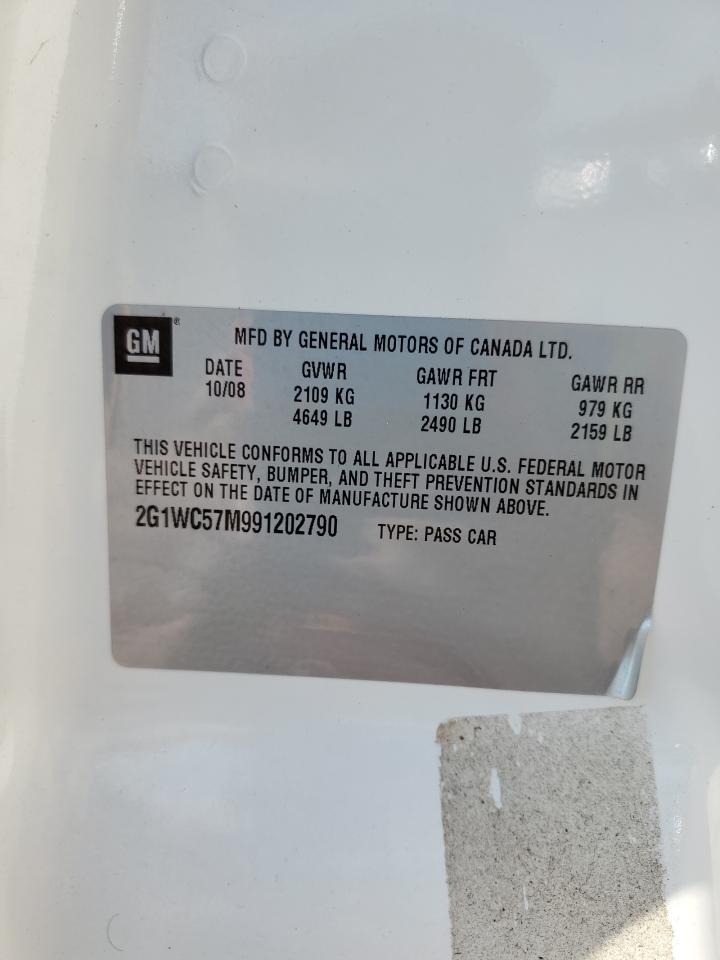 GM®
MFD BY GENERAL MOTORS OF CANADA LTD.
DATE GVWR GAWR FRT GAWR RR
10/08 2109 KG 1130 KG 979 KG
4649 LB 2490 LB 2159 LB
THIS VEHICLE CONFORMS TO ALL APPLICABLE U.S. FEDERAL MOTOR
VEHICLE SAFETY, BUMPER, AND THEFT PREVENTION STANDARDS IN
EFFECT ON THE DATE OF MANUFACTURE SHOWN ABOVE.
2G1WC57M991202790 TYPE: PASS CAR